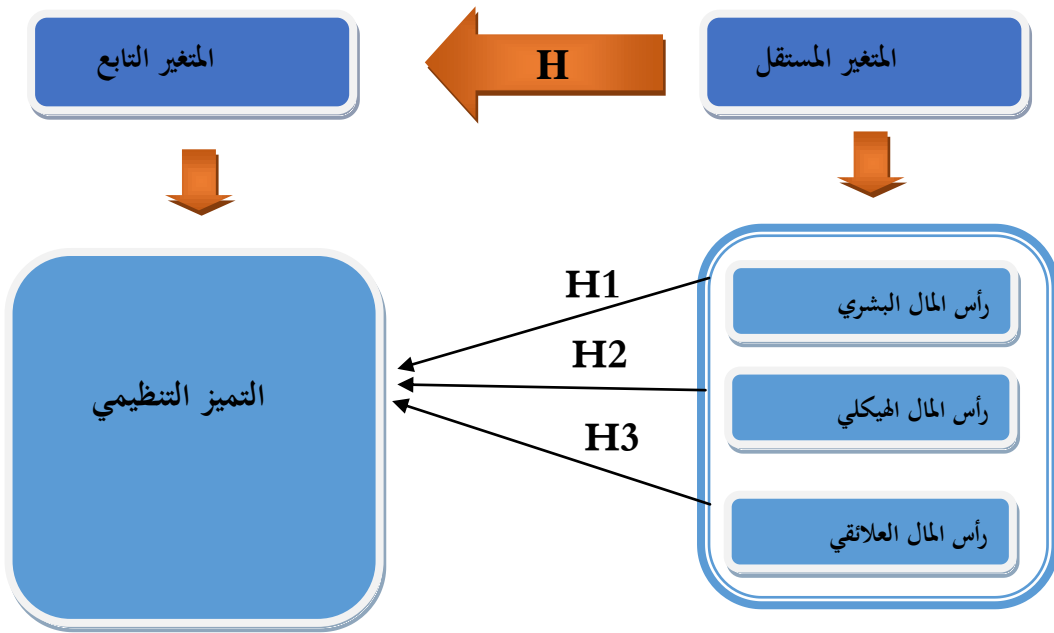 المتغير المستقل
H
المتغير التابع
H1
رأس المال البشري
H2
رأس المال الهيكلي
التميز التنظيمي
H3
رأس المال العلائقي